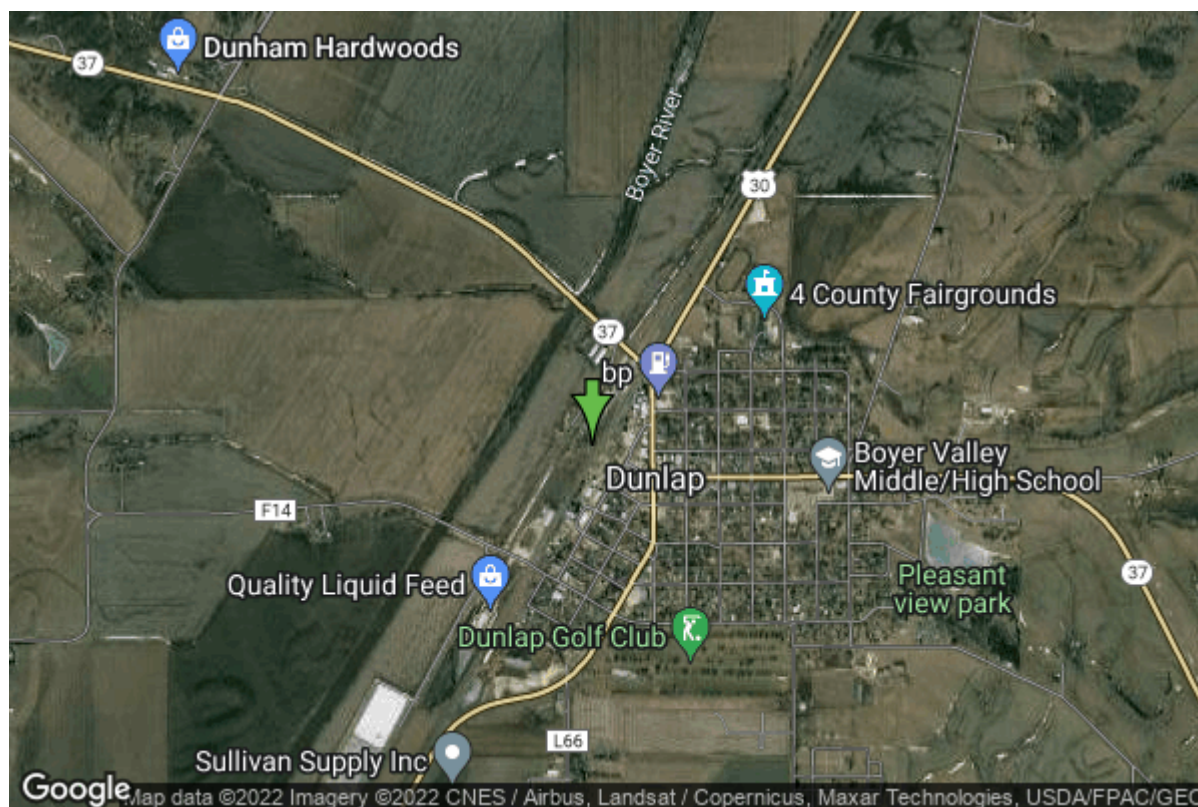 Dunham Hardwoods
37
Boyer River
30
4 County Fairgrounds
37
bp
Dunlap
Boyer Valley
Middle/High School
F14
37
Quality Liquid Feed
Pleasant
view park
Dunlap Golf Club
L66
Sullivan Supply Inc
Google
Map data ©2022 Imagery ©2022 CNES / Airbus, Landsat / Copernicus, Maxar Technologies, USDA/FPAC/GEO